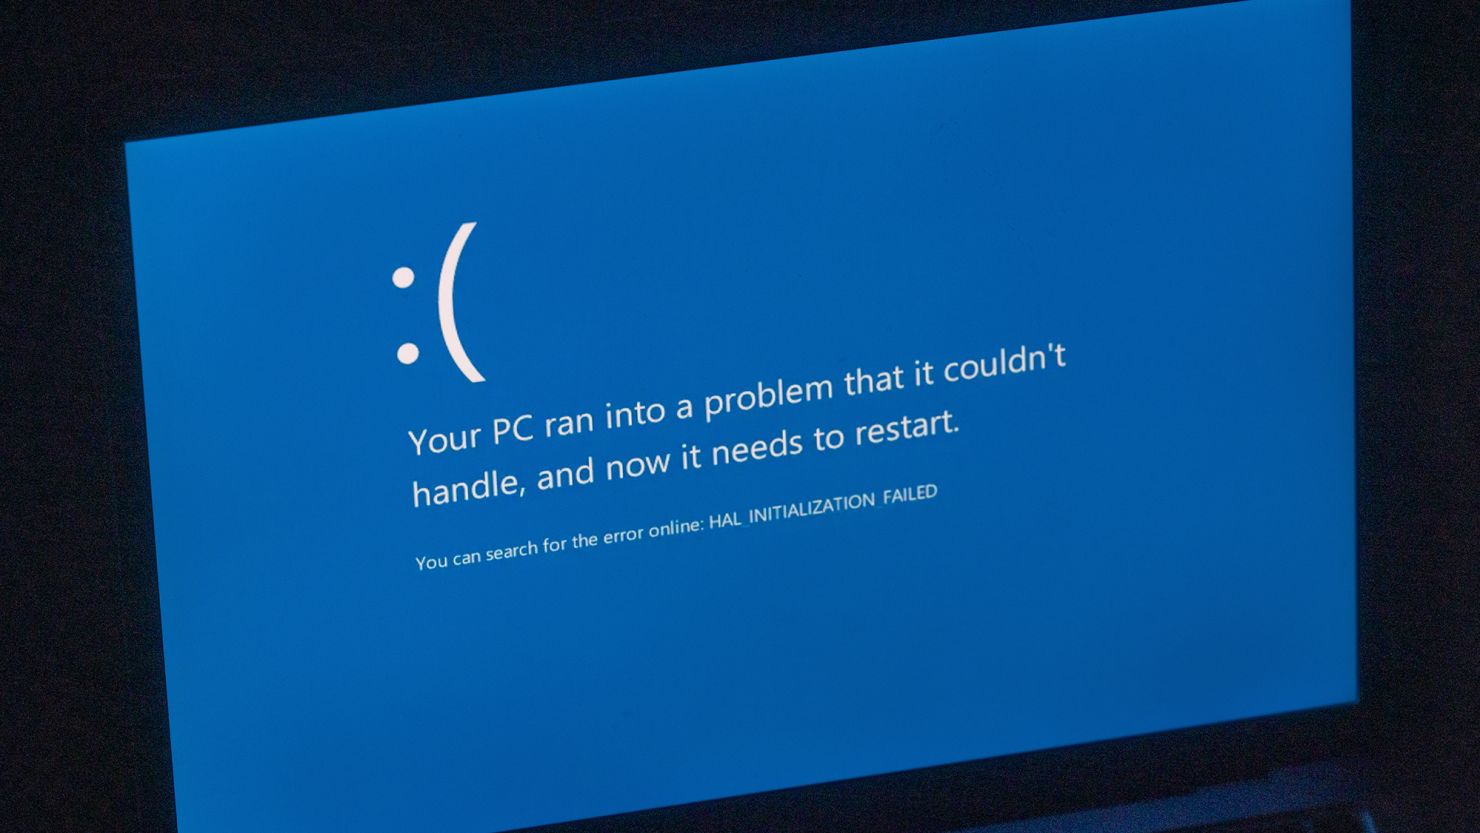 :(
Your PC ran into a problem that it couldn't
handle, and now it needs to restart.
You can search for the error online: HAL_INITIALIZATION_FAILED